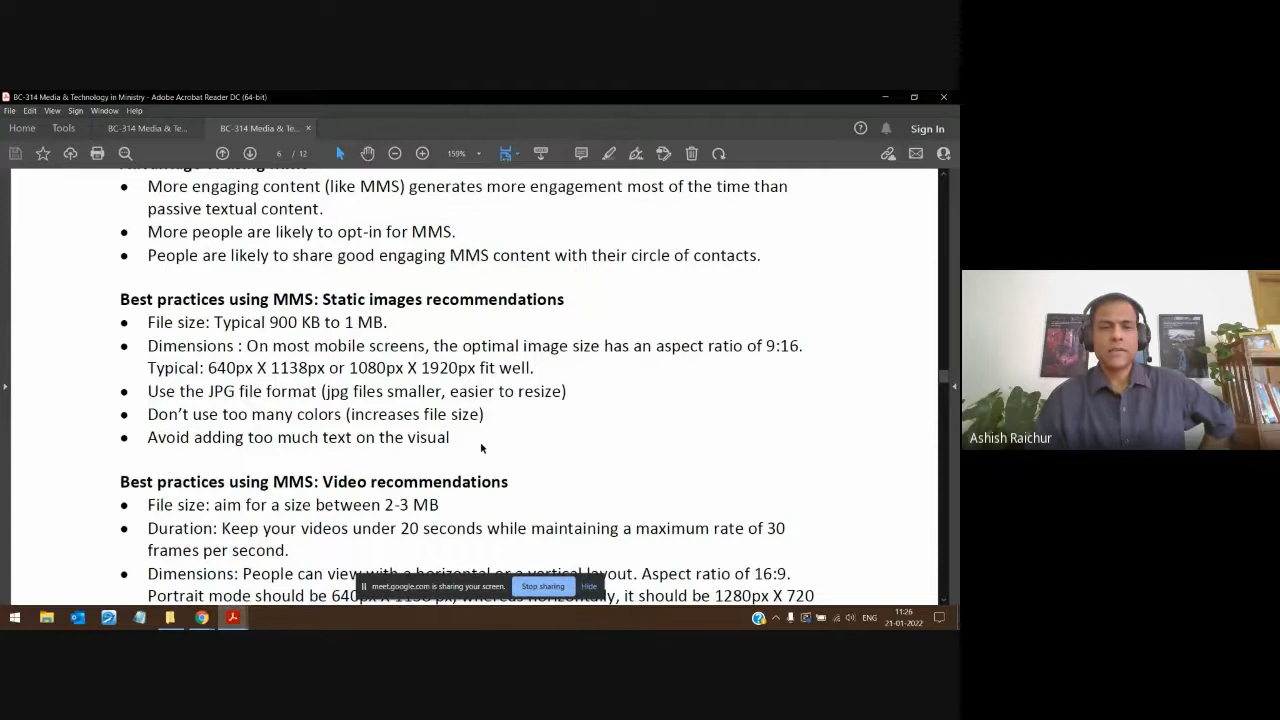 BC-314 Media & Technology in Ministry - Adobe Acrobat Reader DC (64-bit)
File Edit View Sign Window Help
Home Tools BC-314 Media & Te... BC-314 Media & Te... × Sign In
6 / 12 159%
• More engaging content (like MMS) generates more engagement most of the time than
passive textual content.
• More people are likely to opt-in for MMS.
• People are likely to share good engaging MMS content with their circle of contacts.
Best practices using MMS: Static images recommendations
• File size: Typical 900 KB to 1 MB.
• Dimensions : On most mobile screens, the optimal image size has an aspect ratio of 9:16.
Typical: 640px X 1138px or 1080px X 1920px fit well.
• Use the JPG file format (jpg files smaller, easier to resize)
• Don’t use too many colors (increases file size)
• Avoid adding too much text on the visual
Best practices using MMS: Video recommendations
• File size: aim for a size between 2-3 MB
• Duration: Keep your videos under 20 seconds while maintaining a maximum rate of 30
frames per second.
• Dimensions: People can view with a horizontal or a vertical layout. Aspect ratio of 16:9.
Portrait mode should be 640px X 1138 px, whereas horizontally, it should be 1280px X 720
meet.google.com is sharing your screen. Stop sharing Hide
ENG
11:26
21-01-2022
Ashish Raichur